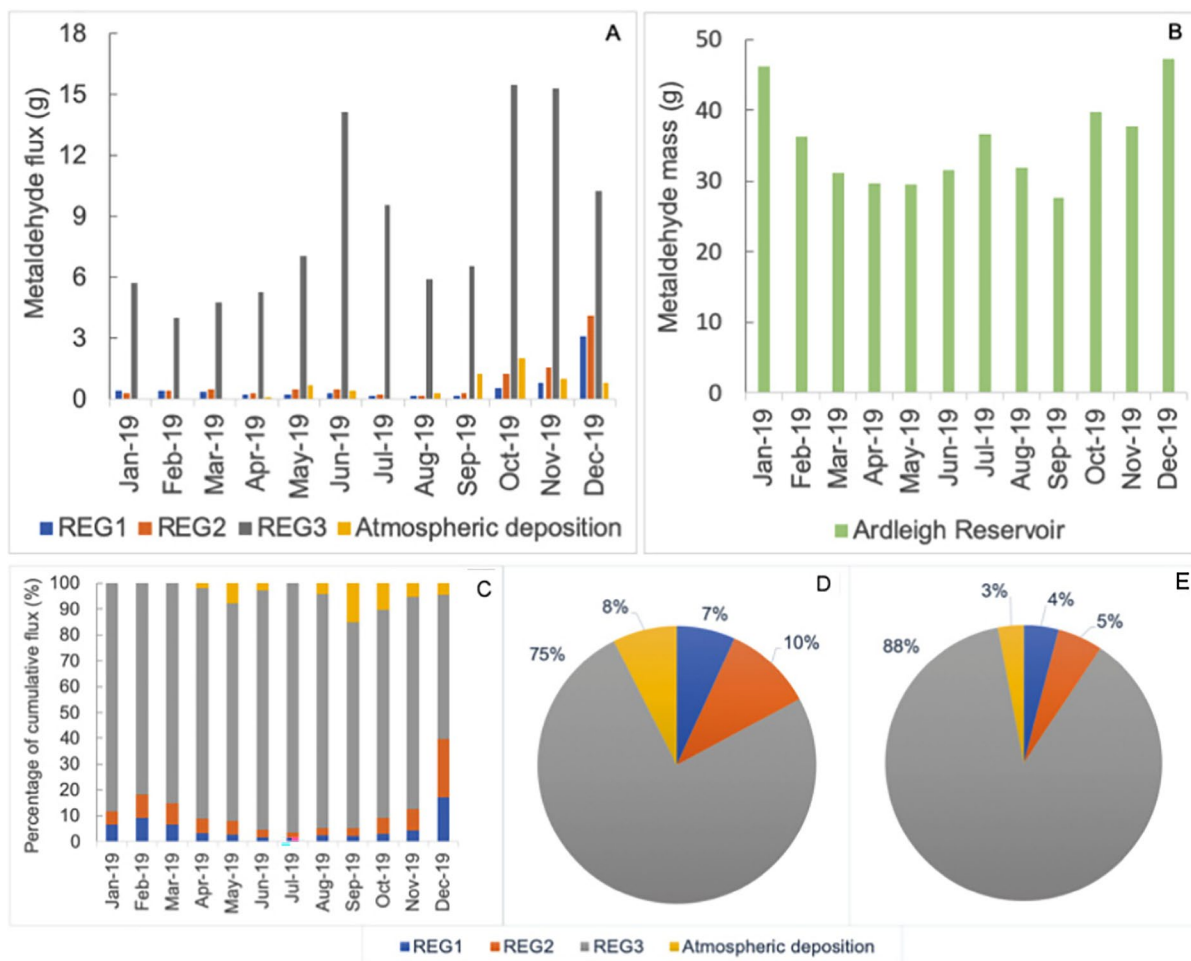 A
Metaldehyde flux (g)
18
15
12
9
6
3
0
Jan-19 Feb-19 Mar-19 Apr-19 May-19 Jun-19 Jul-19 Aug-19 Sep-19 Oct-19 Nov-19 Dec-19
REG1 REG2 REG3 Atmospheric deposition
B
Metaldehyde mass (g)
50
40
30
20
10
0
Jan-19 Feb-19 Mar-19 Apr-19 May-19 Jun-19 Jul-19 Aug-19 Sep-19 Oct-19 Nov-19 Dec-19
Ardleigh Reservoir
C
Percentage of cumulative flux (%)
100
90
80
70
60
50
40
30
20
10
0
Jan-19 Feb-19 Mar-19 Apr-19 May-19 Jun-19 Jul-19 Aug-19 Sep-19 Oct-19 Nov-19 Dec-19
D
8%
7%
10%
75%
E
3%
4%
5%
88%
REG1 REG2 REG3 Atmospheric deposition